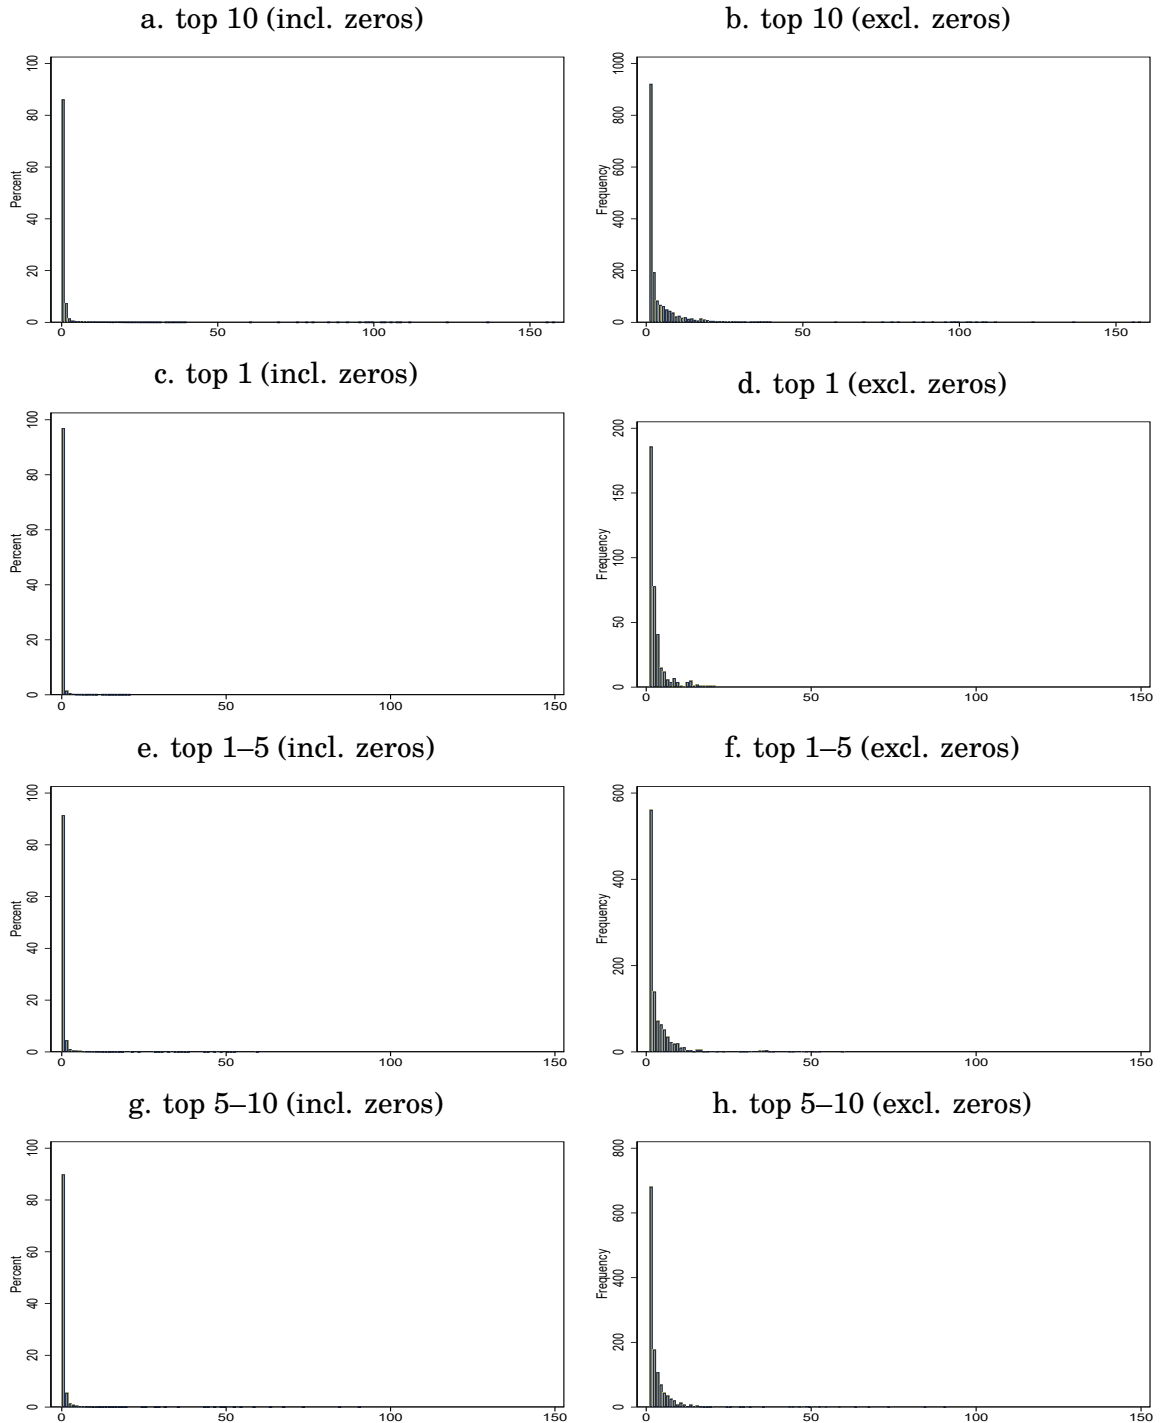 a. top 10 (incl. zeros)
b. top 10 (excl. zeros)
Percent
0 20 40 60 80 100
0 50 100 150
Frequency
0 200 400 600 800 1000
0 50 100 150
c. top 1 (incl. zeros)
d. top 1 (excl. zeros)
Percent
0 20 40 60 80 100
0 50 100 150
Frequency
0 50 100 150 200
0 50 100 150
e. top 1–5 (incl. zeros)
f. top 1–5 (excl. zeros)
Percent
0 20 40 60 80 100
0 50 100 150
Frequency
0 200 400 600
0 50 100 150
g. top 5–10 (incl. zeros)
h. top 5–10 (excl. zeros)
Percent
0 20 40 60 80 100
0 50 100 150
Frequency
0 200 400 600 800
0 50 100 150